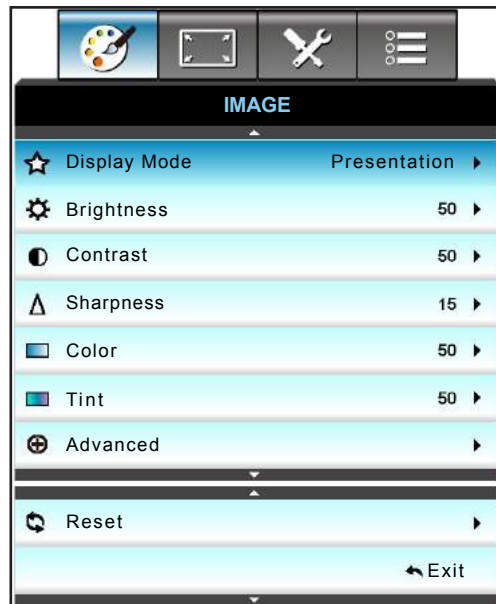 IMAGE
Display Mode Presentation
Brightness 50
Contrast 50
Sharpness 15
Color 50
Tint 50
Advanced
Reset
Exit